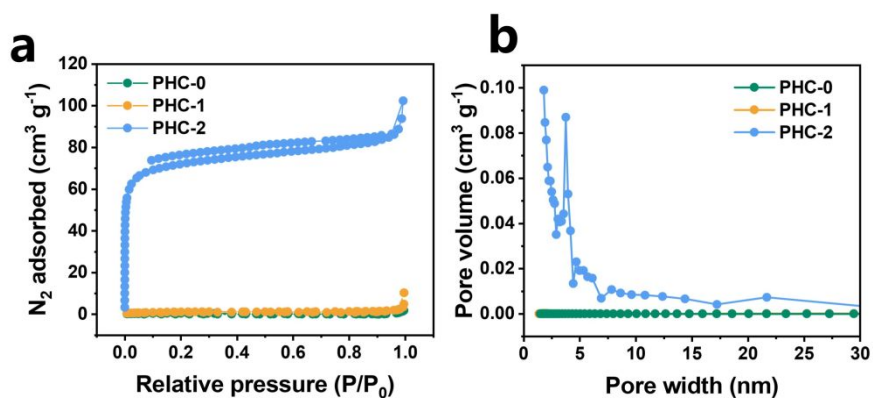 a
120
100
80
60
40
20
0
N₂ adsorbed (cm³ g⁻¹)
PHC-0
PHC-1
PHC-2
0.0 0.2 0.4 0.6 0.8 1.0
Relative pressure (P/P₀)
b
0.10
0.08
0.06
0.04
0.02
0.00
Pore volume (cm³ g⁻¹)
PHC-0
PHC-1
PHC-2
0 5 10 15 20 25 30
Pore width (nm)